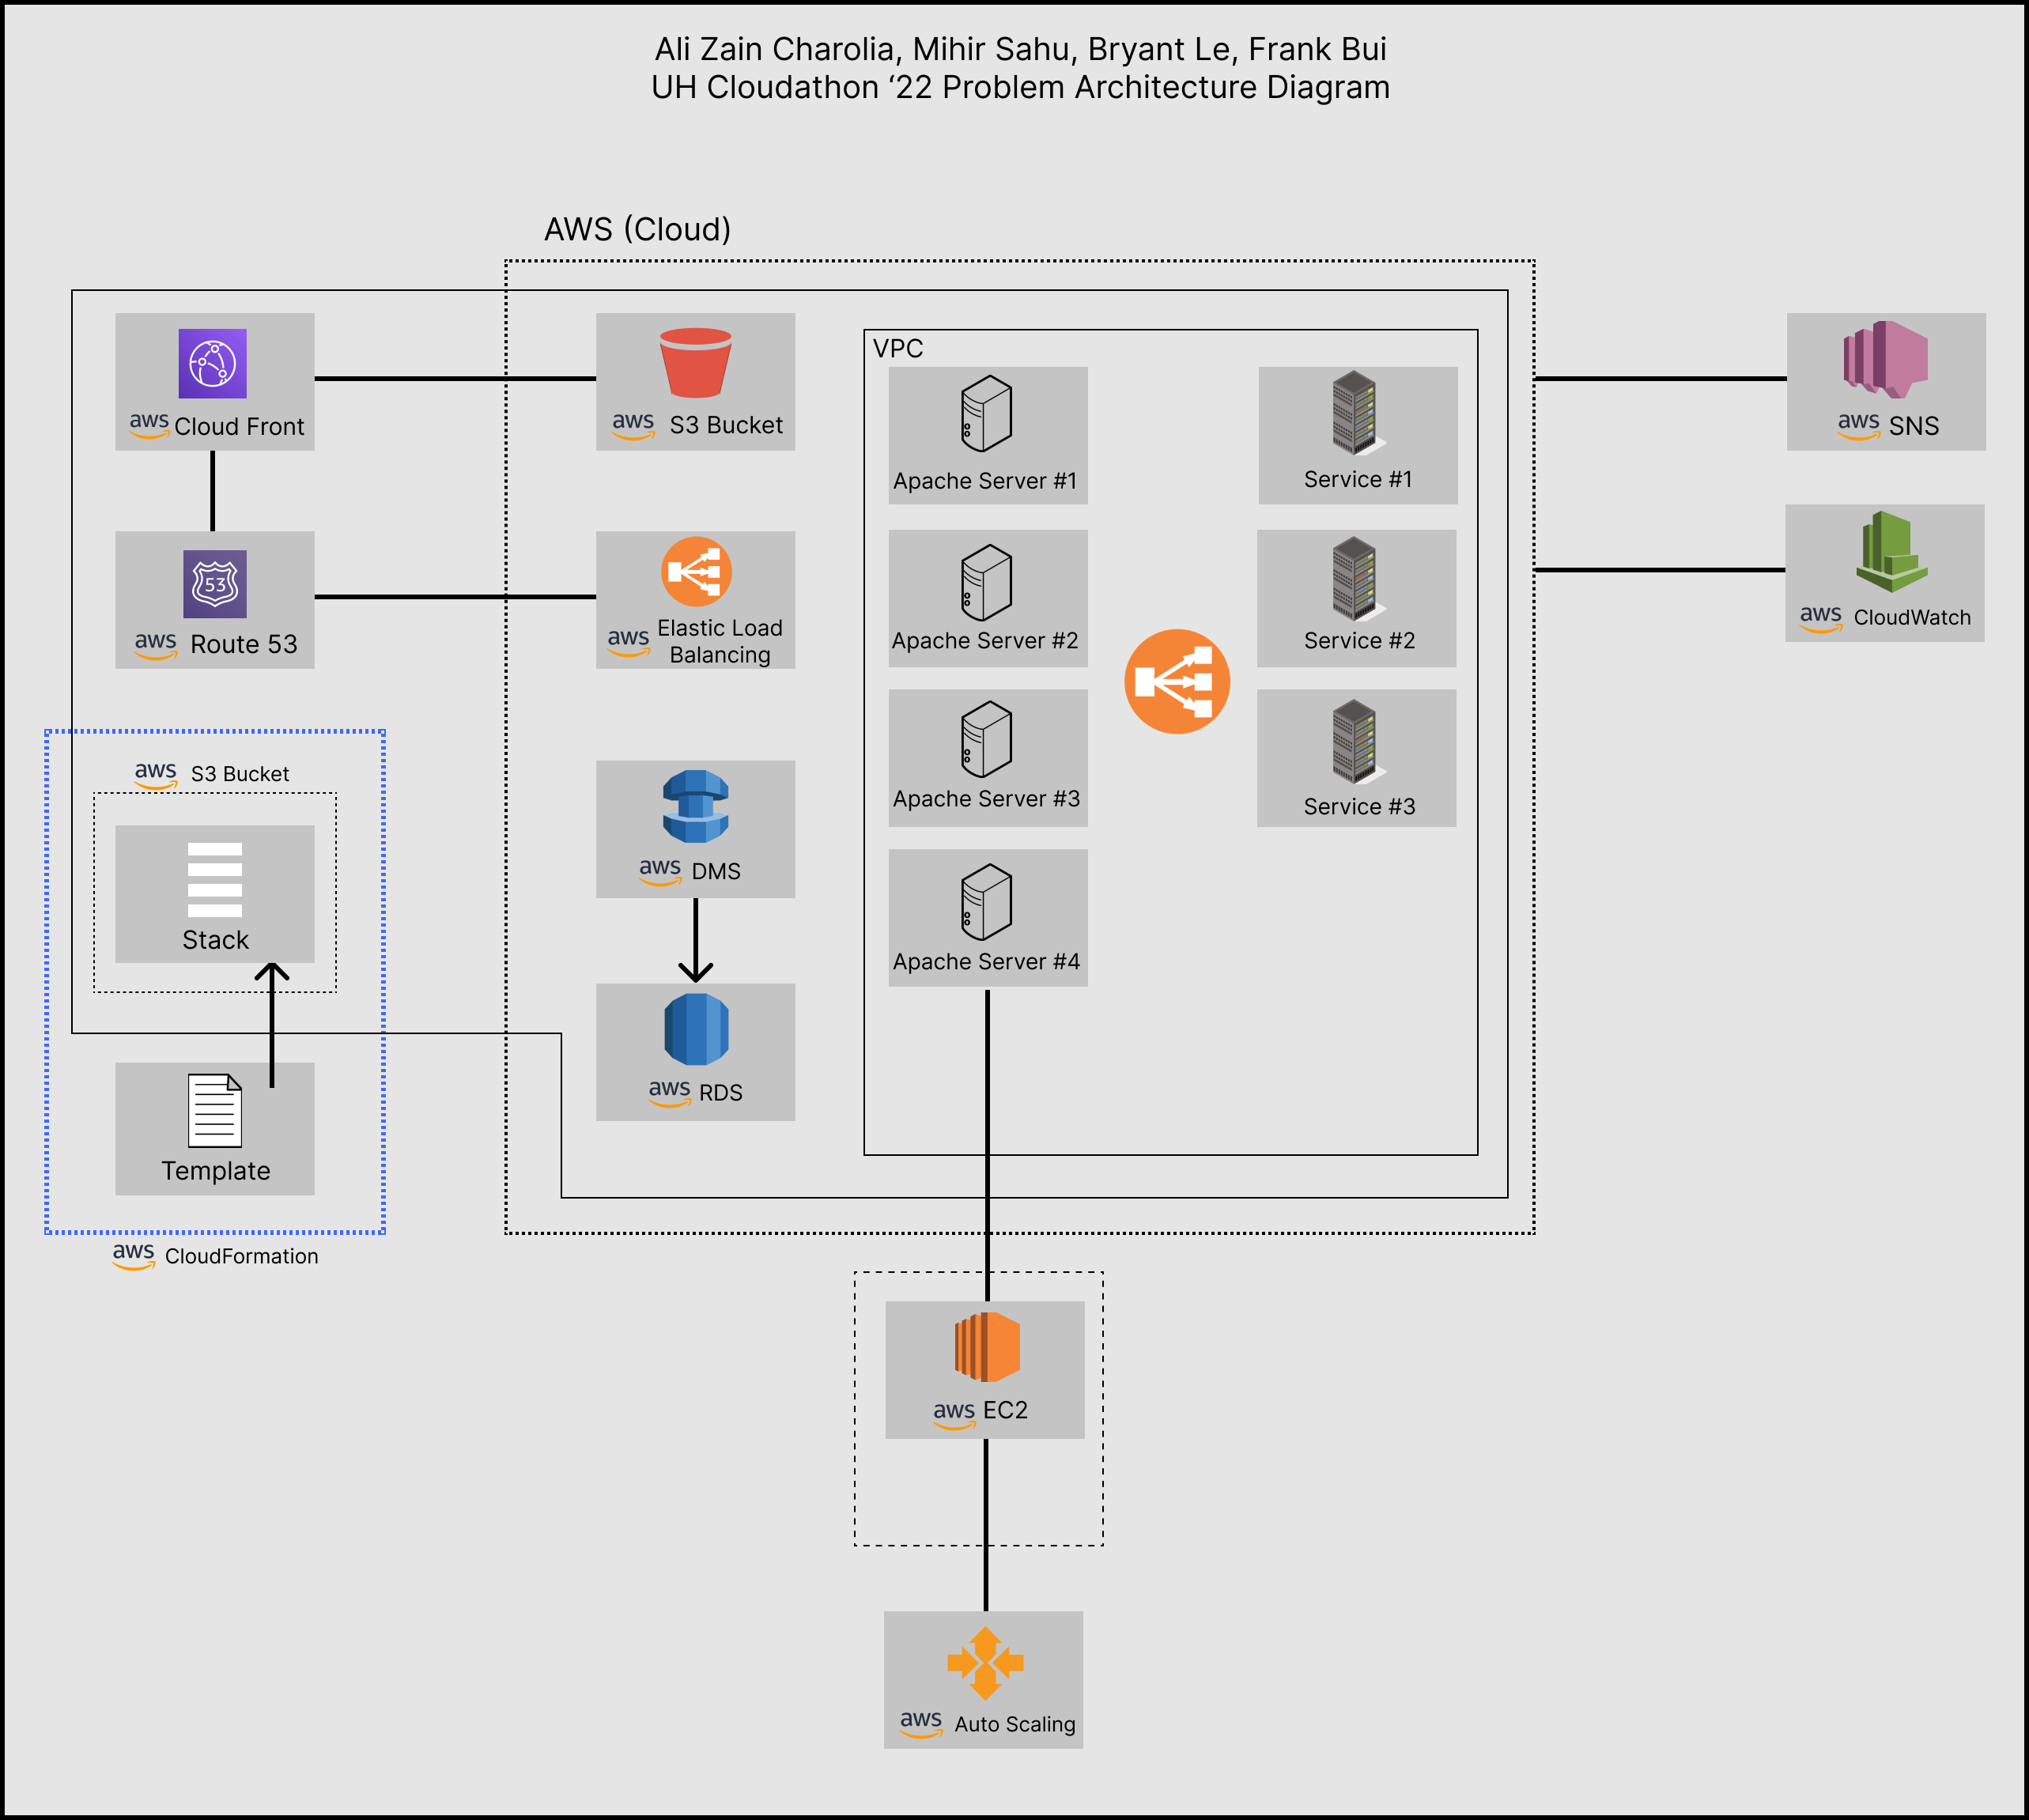 Ali Zain Charolia, Mihir Sahu, Bryant Le, Frank Bui
UH Cloudathon ‘22 Problem Architecture Diagram
AWS (Cloud)
aws Cloud Front
aws S3 Bucket
VPC
Apache Server #1
Service #1
aws SNS
53
aws Route 53
aws Elastic Load
Balancing
Apache Server #2
Service #2
aws CloudWatch
aws S3 Bucket
Stack
aws DMS
Apache Server #3
Service #3
Apache Server #4
aws RDS
Template
aws CloudFormation
aws EC2
aws Auto Scaling